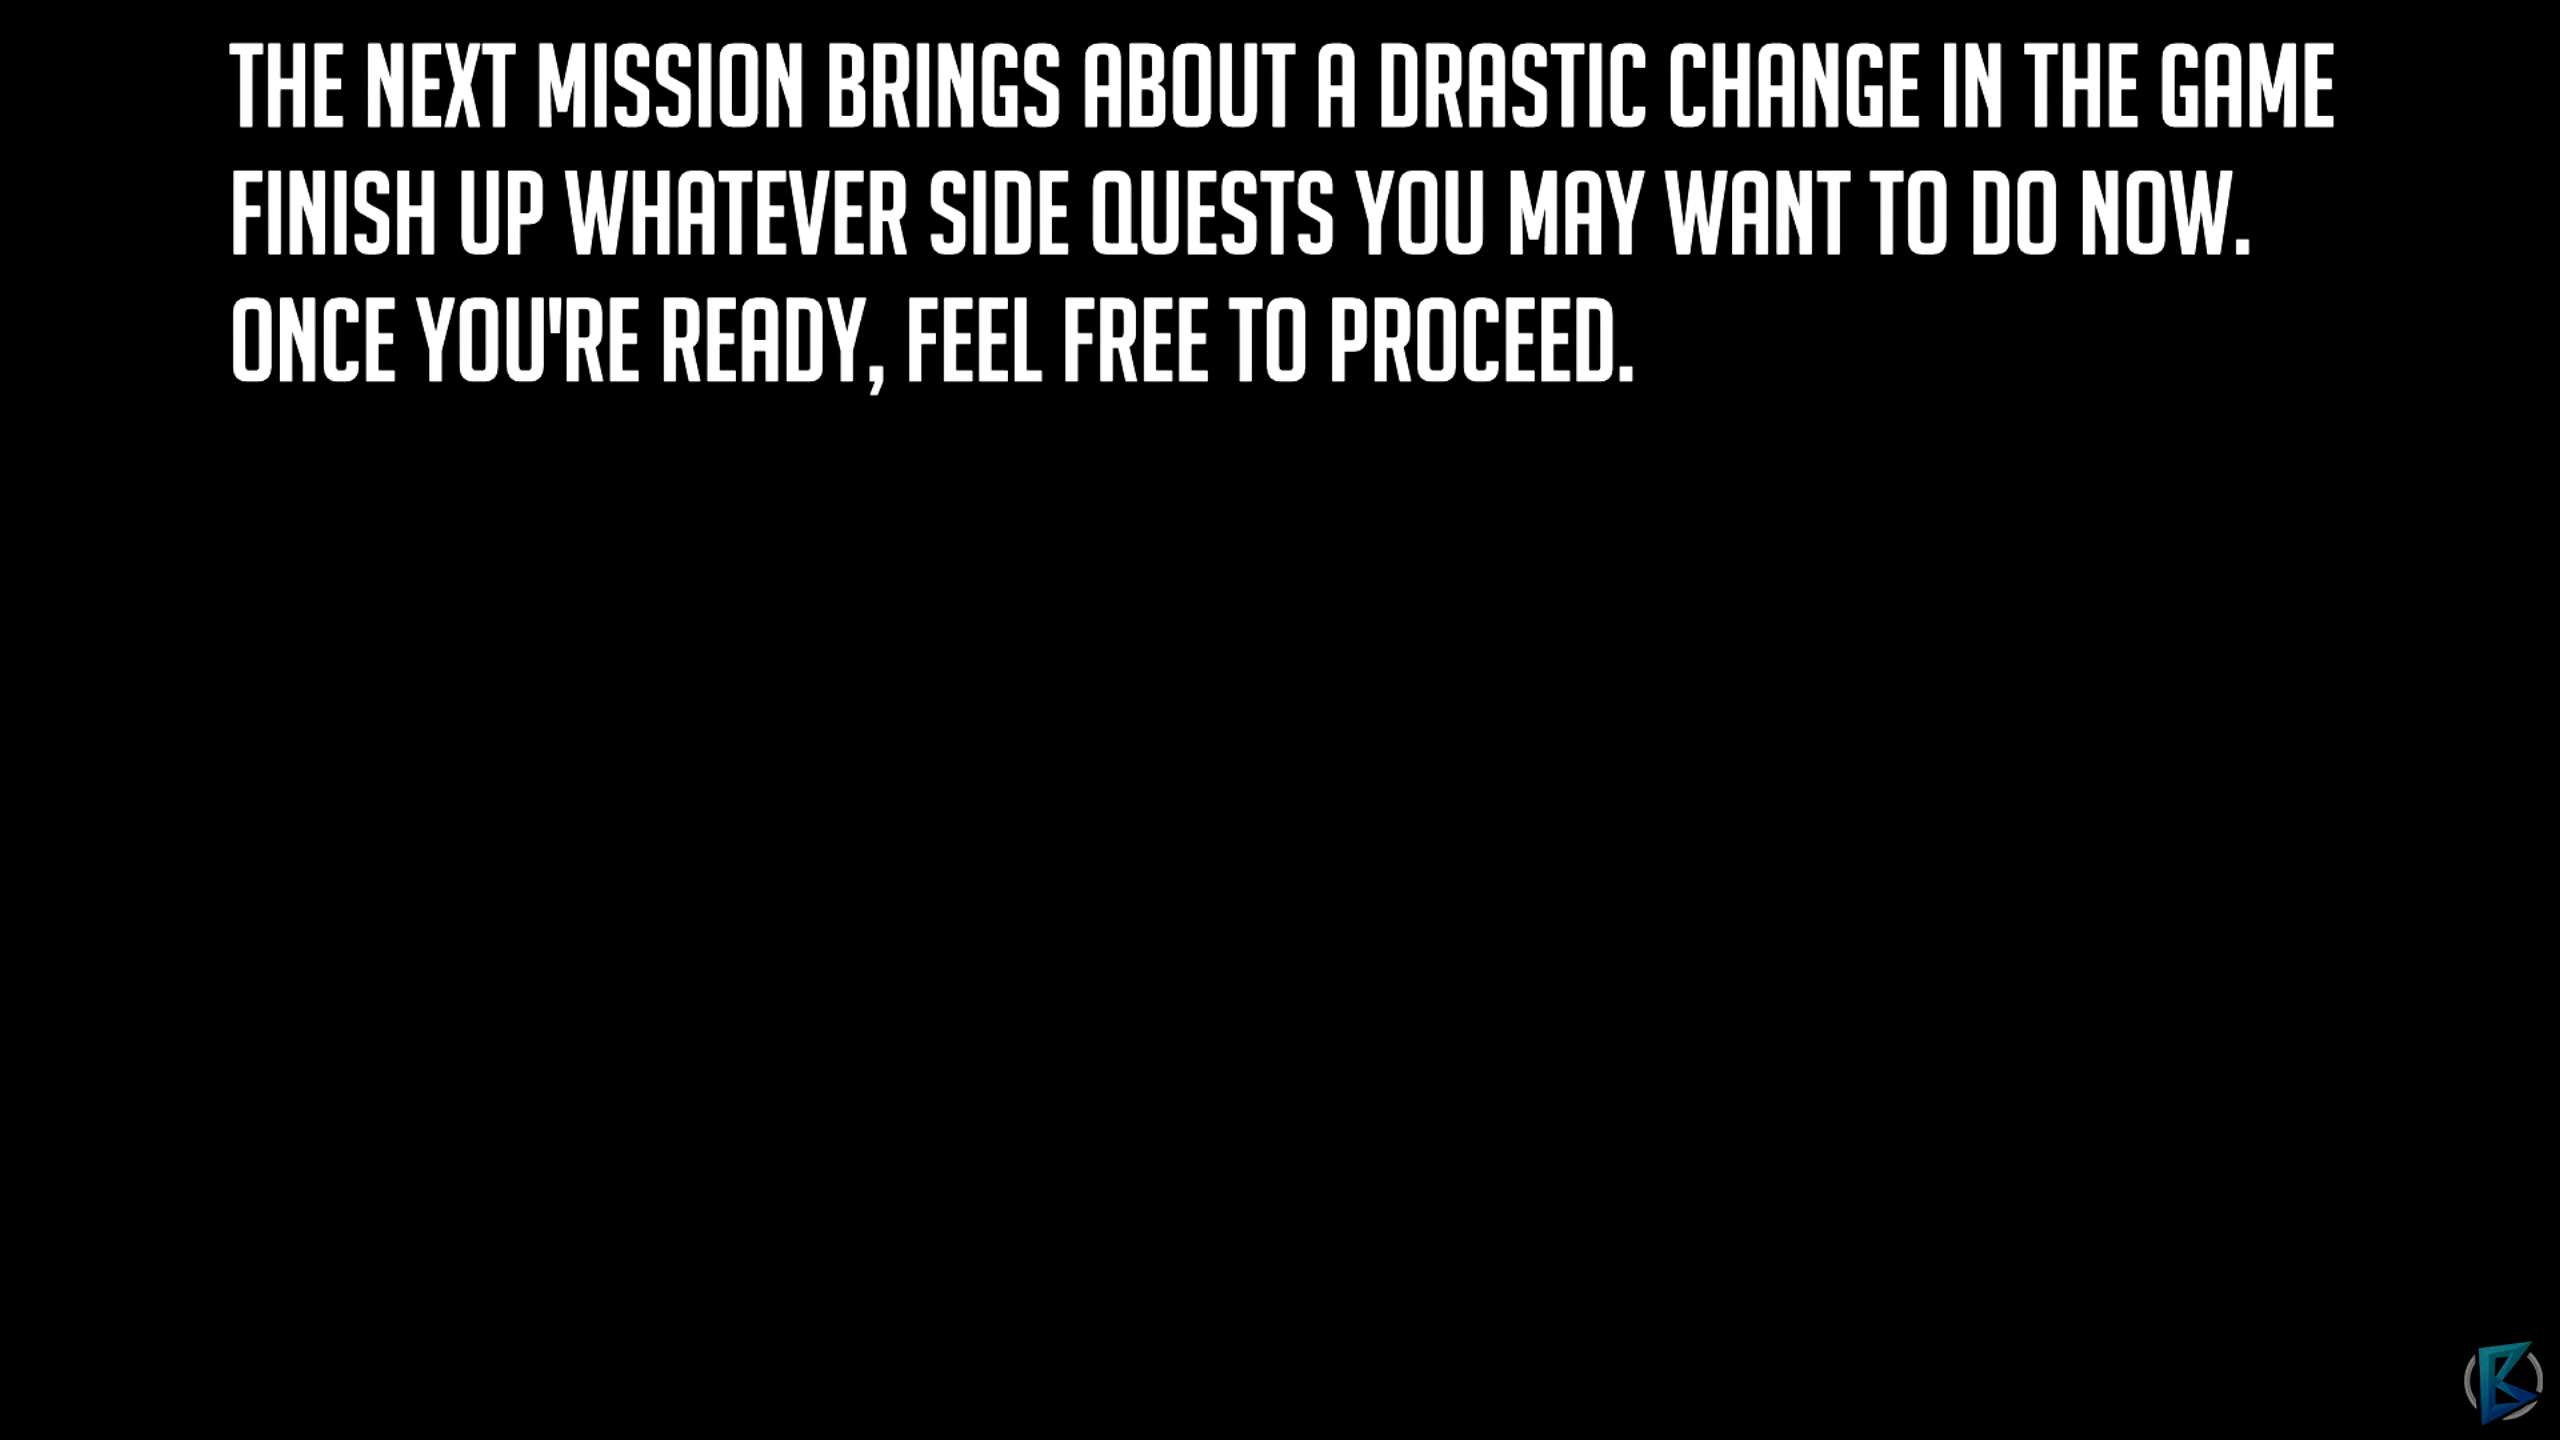 THE NEXT MISSION BRINGS ABOUT A DRASTIC CHANGE IN THE GAME
FINISH UP WHATEVER SIDE QUESTS YOU MAY WANT TO DO NOW.
ONCE YOU'RE READY, FEEL FREE TO PROCEED.